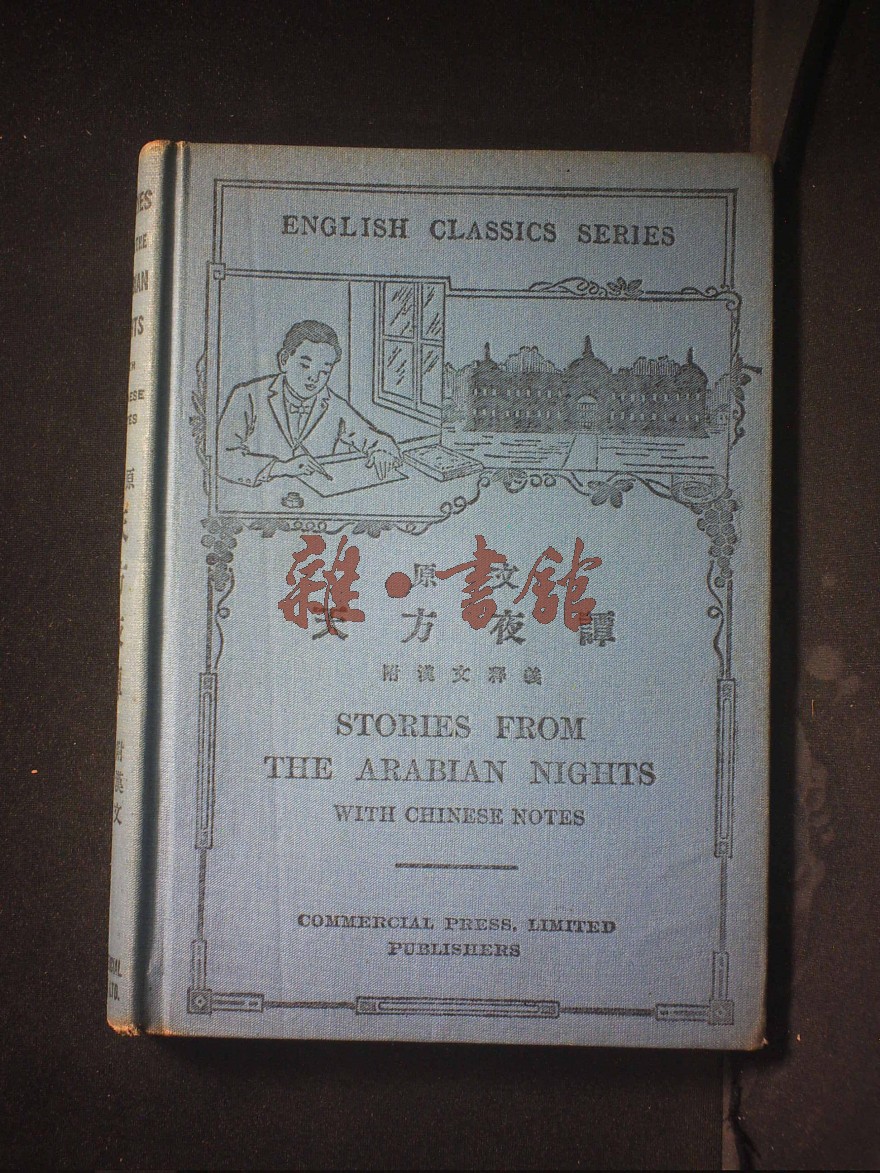 ENGLISH CLASSICS SERIES
雜·書館
原文
天方夜譚
附漢文釋義
STORIES FROM
THE ARABIAN NIGHTS
WITH CHINESE NOTES
COMMERCIAL PRESS, LIMITED
PUBLISHERS